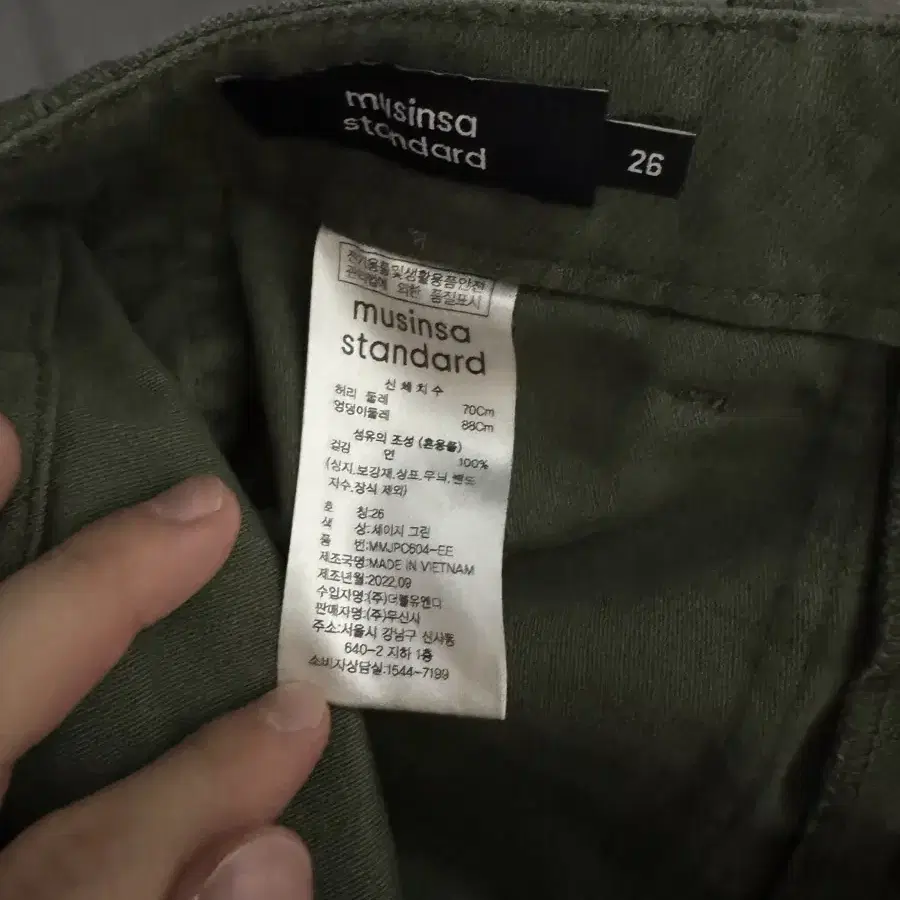 musinsa
standard
26
전기용품및생활용품안전
관리법에 의한 품질표시
musinsa
standard
신체치수
허리 둘레 70Cm
엉덩이둘레 88Cm
섬유의 조성 (혼용률)
겉감 면 100%
(심지.보강재.상표.무늬.밴드
자수.장식 제외)
호 칭:26
색 상:세이지 그린
품 번:MMJPC604-EE
제조국명:MADE IN VIETNAM
제조년월:2022.09
수입자명:(주)더블유앤디
판매자명:(주)무신사
주소:서울시 강남구 신사동
640-2 지하 1층
소비자상담실:1544-7199